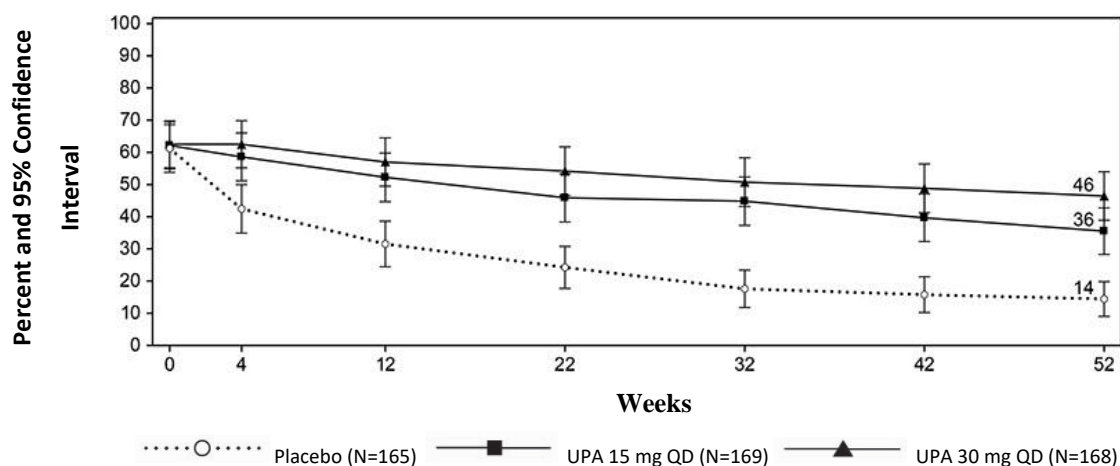 Percent and 95% Confidence
Interval
100
90
80
70
60
50
40
30
20
10
0
46
36
14
0 4 12 22 32 42 52
Weeks
Placebo (N=165) UPA 15 mg QD (N=169) UPA 30 mg QD (N=168)